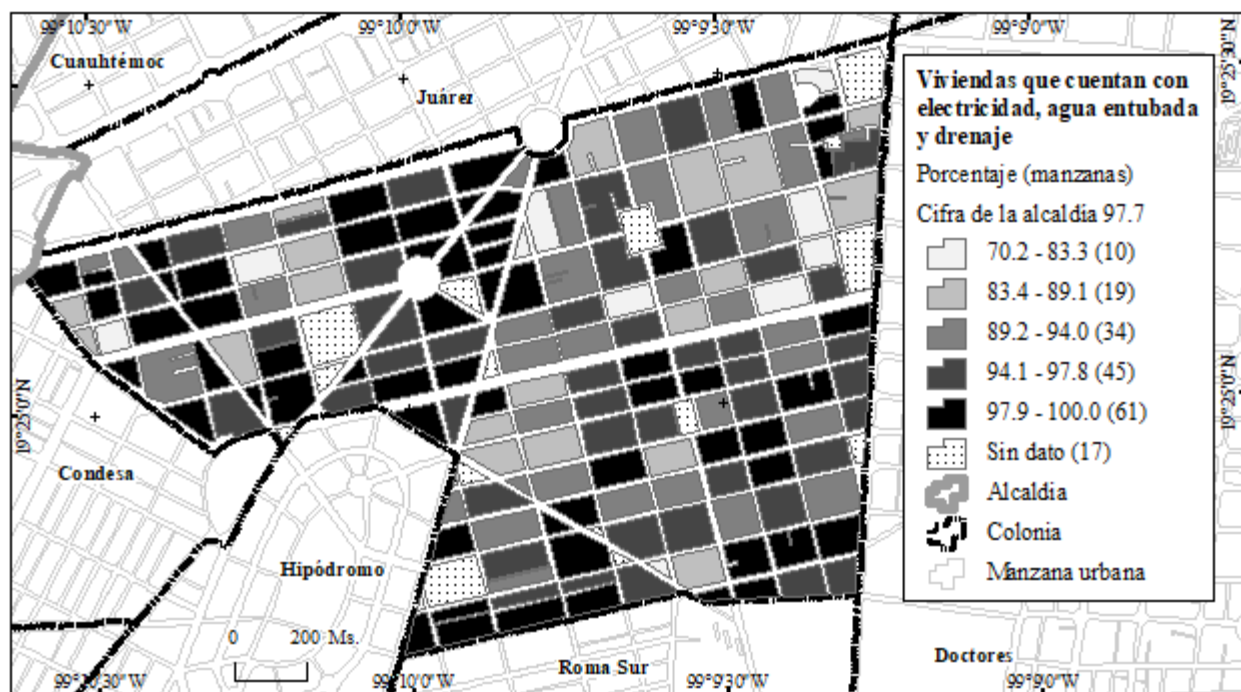 99°10'30"W
99°10'0"W
99°9'30"W
99°9'0"W
Cuauhtémoc
Juárez
19°25'30"N
Viviendas que cuentan con
electricidad, agua entubada
y drenaje
Porcentaje (manzanas)
Cifra de la alcaldía 97.7
70.2 - 83.3 (10)
83.4 - 89.1 (19)
89.2 - 94.0 (34)
94.1 - 97.8 (45)
97.9 - 100.0 (61)
Sin dato (17)
Alcaldía
Colonia
Manzana urbana
19°25'0"N
19°25'0"N
Condesa
Hipódromo
0 200 Ms.
Roma Sur
Doctores
99°10'30"W
99°10'0"W
99°9'30"W
99°9'0"W